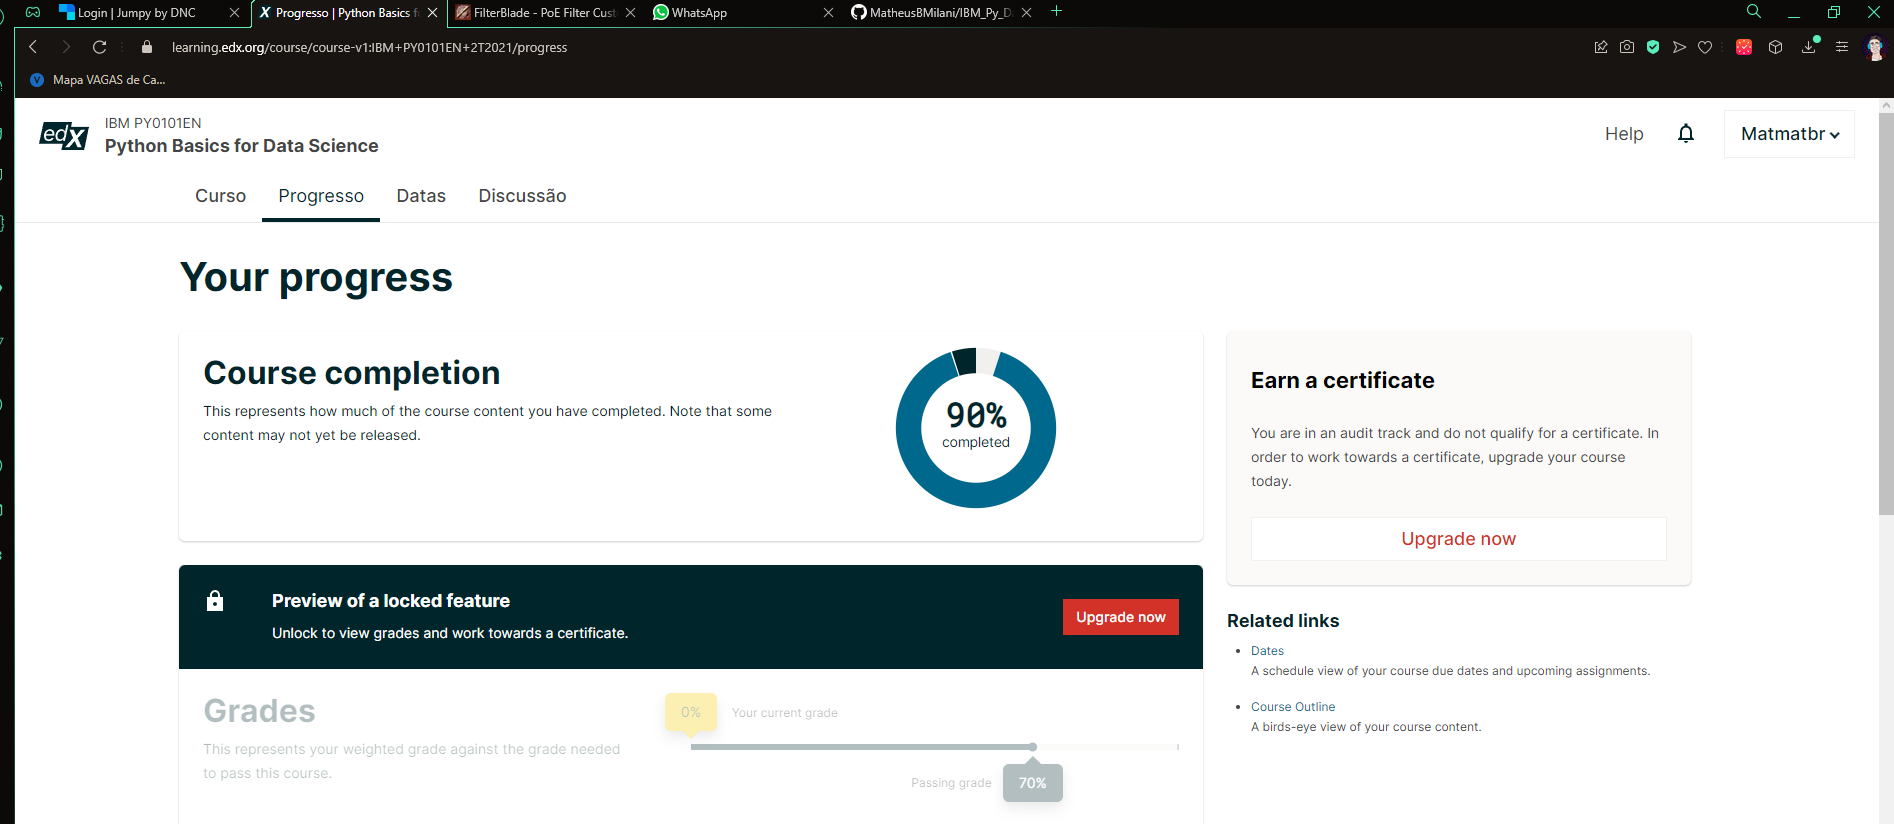 Login | Jumpy by DNC
Progresso | Python Basics f
FilterBlade - PoE Filter Cust
WhatsApp
MatheusBMilani/IBM_Py_D
learning.edx.org/course/course-v1:IBM+PY0101EN+2T2021/progress
V
Mapa VAGAS de Ca...
edX
IBM PY0101EN
Python Basics for Data Science
Help
Matmatbr
Curso
Progresso
Datas
Discussão
Your progress
Course completion
This represents how much of the course content you have completed. Note that some
content may not yet be released.
90%
completed
Earn a certificate
You are in an audit track and do not qualify for a certificate. In
order to work towards a certificate, upgrade your course
today.
Upgrade now
Preview of a locked feature
Unlock to view grades and work towards a certificate.
Upgrade now
Related links
Dates
A schedule view of your course due dates and upcoming assignments.
Course Outline
A birds-eye view of your course content.
Grades
This represents your weighted grade against the grade needed
to pass this course.
0%
Your current grade
Passing grade
70%